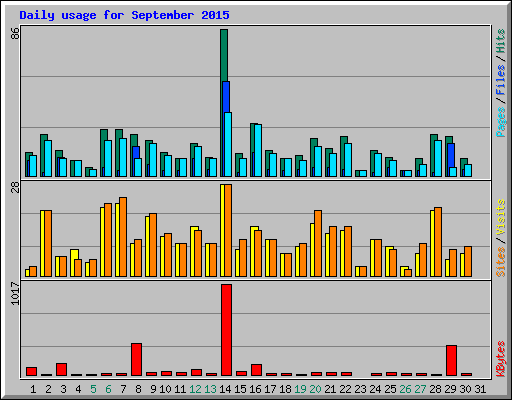 Daily usage for September 2015
86
Pages / Files / Hits
28
Sites / Visits
1017
KBytes
1 2 3 4 5 6 7 8 9 10 11 12 13 14 15 16 17 18 19 20 21 22 23 24 25 26 27 28 29 30 31